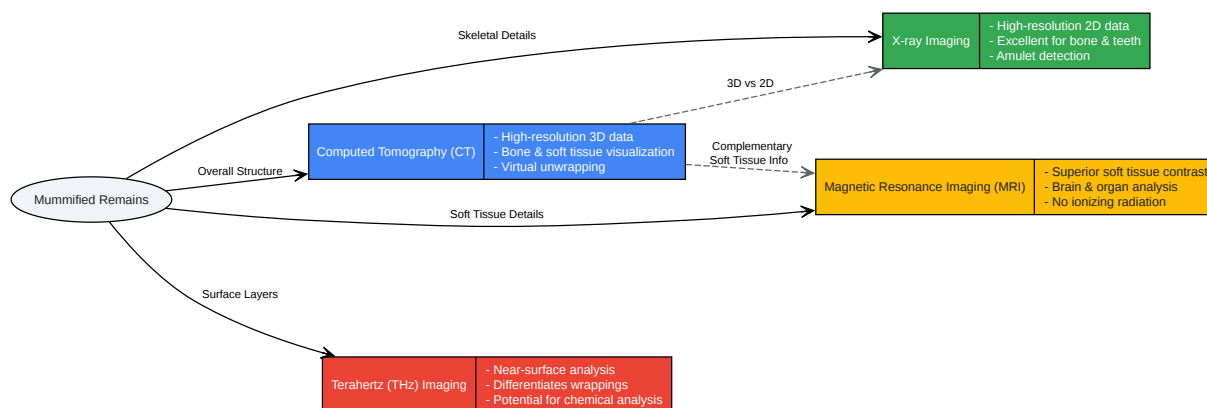 Skeletal Details
X-ray Imaging
- High-resolution 2D data
- Excellent for bone & teeth
- Amulet detection
3D vs 2D
Computed Tomography (CT)
- High-resolution 3D data
- Bone & soft tissue visualization
- Virtual unwrapping
Complementary
Soft Tissue Info
Overall Structure
Mummified Remains
Magnetic Resonance Imaging (MRI)
- Superior soft tissue contrast
- Brain & organ analysis
- No ionizing radiation
Soft Tissue Details
Surface Layers
Terahertz (THz) Imaging
- Near-surface analysis
- Differentiates wrappings
- Potential for chemical analysis